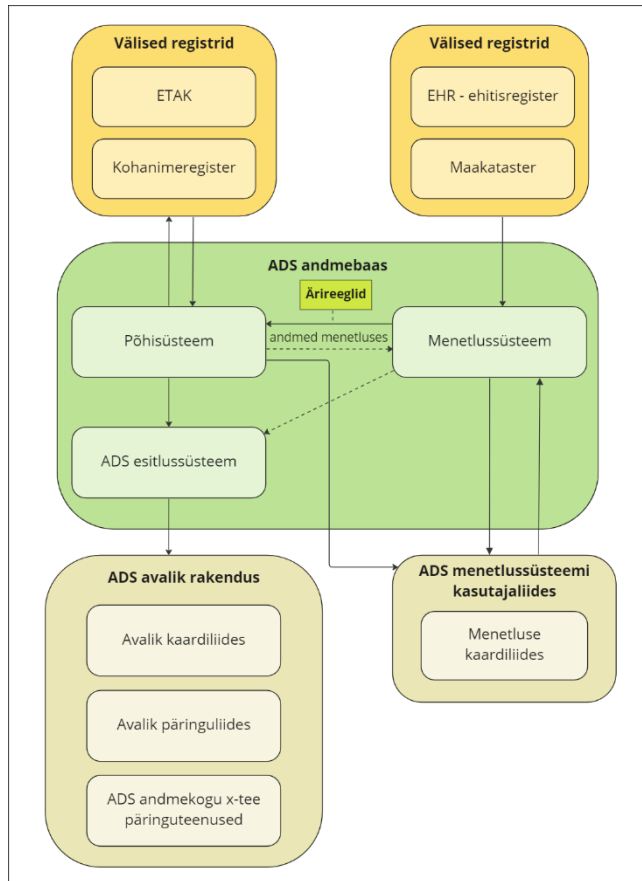 Välised registrid
ETAK
Kohanimeregister
Välised registrid
EHR - ehitisregister
Maakataster
ADS andmebaas
Ärireeglid
Põhisüsteem
andmed menetluses
Menetlussüsteem
ADS esitlussüsteem
ADS avalik rakendus
Avalik kaardiliides
Avalik päringuliides
ADS andmekogu x-tee
päringuteenused
ADS menetlussüsteemi
kasutajaliides
Menetluse
kaardiliides